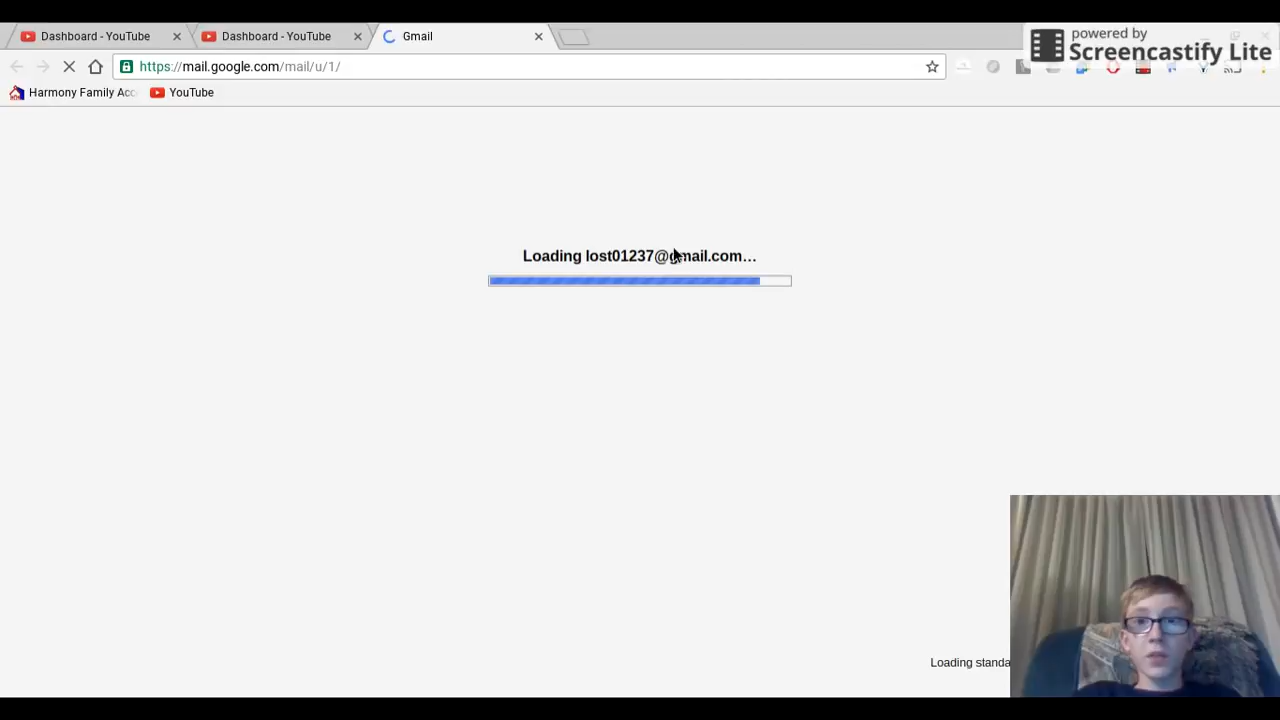 Dashboard - YouTube
Dashboard - YouTube
Gmail
powered by
Screencastify Lite
https://mail.google.com/mail/u/1/
Harmony Family Acc
YouTube
Loading lost01237@gmail.com…
Loading standa